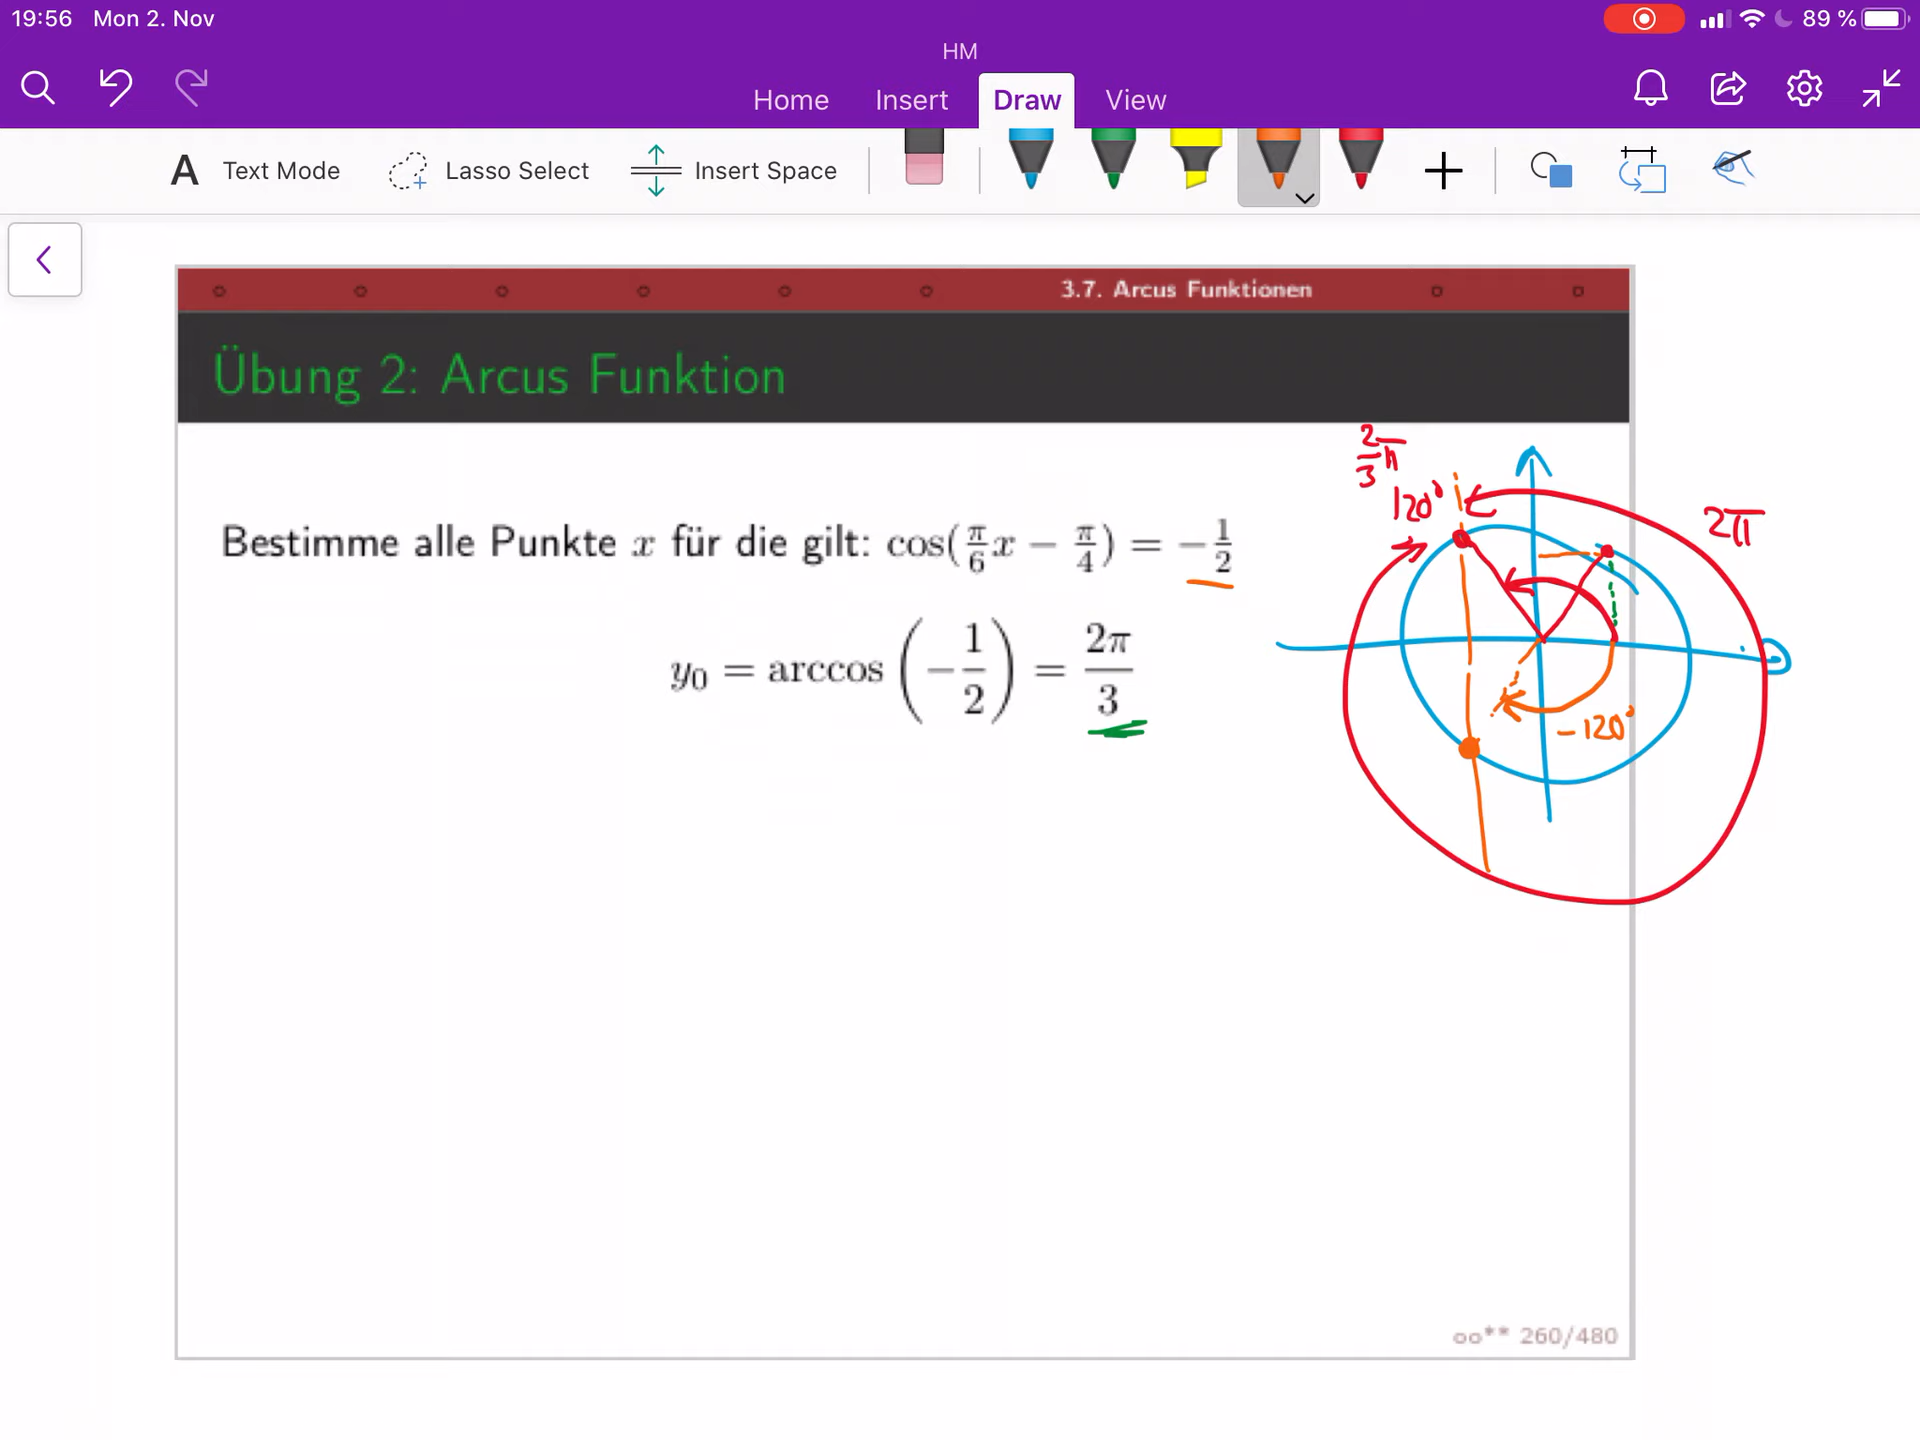 19:56 Mon 2. Nov
89 %
HM
Home Insert Draw View
A Text Mode Lasso Select Insert Space
3.7. Arcus Funktionen
Übung 2: Arcus Funktion
Bestimme alle Punkte x für die gilt: cos(π/6 x − π/4) = −1/2
y₀ = arccos (−1/2) = 2π/3
2/3 π
120°
2π
−120°
oo** 260/480